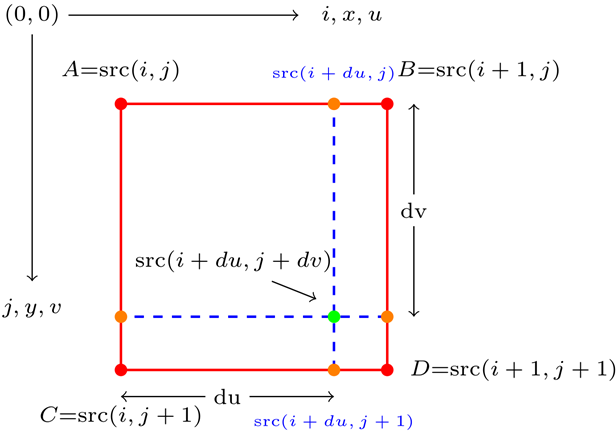 (0, 0) i, x, u
A=src(i, j) src(i + du, j) B=src(i + 1, j)
dv
src(i + du, j + dv)
j, y, v
D=src(i + 1, j + 1)
du
C=src(i, j + 1) src(i + du, j + 1)